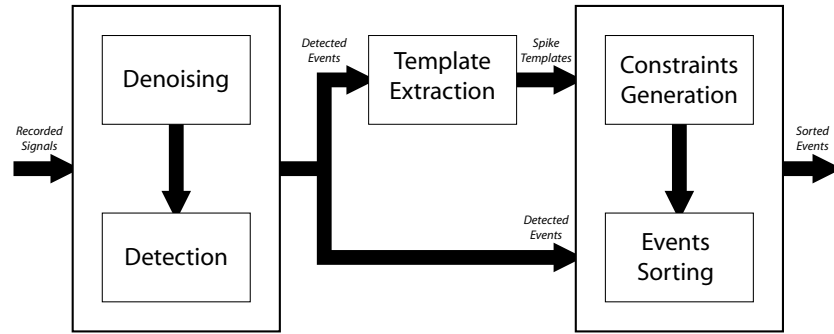 Recorded
Signals
Denoising
Detection
Detected
Events
Template
Extraction
Spike
Templates
Detected
Events
Constraints
Generation
Events
Sorting
Sorted
Events